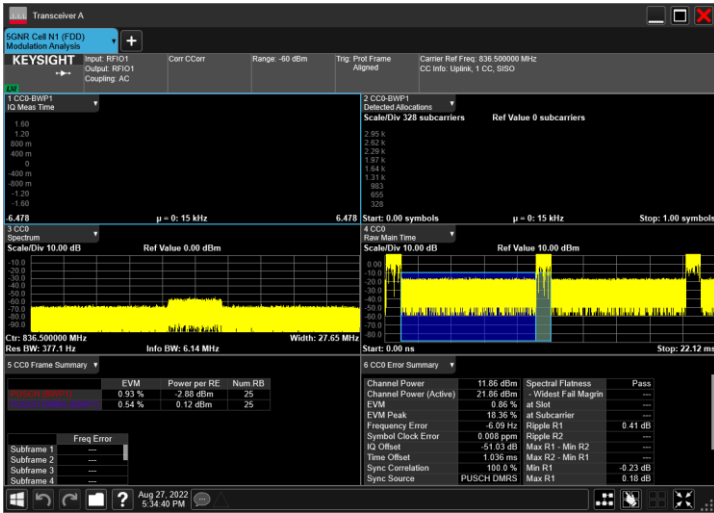 Transceiver A
5GNR Cell N1 (FDD)
Modulation Analysis
KEYSIGHT
Input: RFIO1
Output: RFIO1
Coupling: AC
Corr CCorr
Range: -60 dBm
Trig: Prot Frame
Aligned
Carrier Ref Freq: 836.500000 MHz
CC Info: Uplink, 1 CC, SISO
1 CC0-BWP1
IQ Meas Time
1.60
1.20
800 m
400 m
0
-400 m
-800 m
-1.20
-1.60
-6.478 µ = 0: 15 kHz 6.478
2 CC0-BWP1
Detected Allocations
Scale/Div 328 subcarriers Ref Value 0 subcarriers
2.95 k
2.62 k
2.29 k
1.97 k
1.64 k
1.31 k
983
655
328
Start: 0.00 symbols µ = 0: 15 kHz Stop: 1.00 symbols
3 CC0
Spectrum
Scale/Div 10.00 dB Ref Value 0.00 dBm
-10.0
-20.0
-30.0
-40.0
-50.0
-60.0
-70.0
-80.0
-90.0
Ctr: 836.500000 MHz Width: 27.65 MHz
Res BW: 377.1 Hz Info BW: 6.14 MHz
4 CC0
Raw Main Time
Scale/Div 10.00 dB Ref Value 10.00 dBm
0.00
-10.0
-20.0
-30.0
-40.0
-50.0
-60.0
-70.0
-80.0
Start: 0.00 ns Stop: 22.12 ms
5 CC0 Frame Summary
EVM Power per RE Num.RB
0.93 % -2.88 dBm 25
0.54 % 0.12 dBm 25
Freq Error
Subframe 1 ---
Subframe 2 ---
Subframe 3 ---
Subframe 4 ---
6 CC0 Error Summary
Channel Power 11.86 dBm Spectral Flatness Pass
Channel Power (Active) 21.86 dBm - Widest Fail Magrin ---
EVM 0.86 % at Slot ---
EVM Peak 18.36 % at Subcarrier ---
Frequency Error -6.09 Hz Ripple R1 0.41 dB
Symbol Clock Error 0.008 ppm Ripple R2 ---
IQ Offset -51.03 dB Max R1 - Min R2 ---
Time Offset 1.036 ms Max R2 - Min R1 ---
Sync Correlation 100.0 % Min R1 -0.23 dB
Sync Source PUSCH DMRS Max R1 0.18 dB
Aug 27, 2022
5:34:40 PM